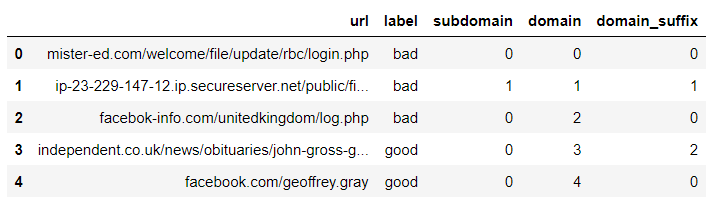 url label subdomain domain domain_suffix
0 mister-ed.com/welcome/file/update/rbc/login.php bad 0 0 0
1 ip-23-229-147-12.ip.secureserver.net/public/fi... bad 1 1 1
2 facebok-info.com/unitedkingdom/log.php bad 0 2 0
3 independent.co.uk/news/obituaries/john-gross-g... good 0 3 2
4 facebook.com/geoffrey.gray good 0 4 0